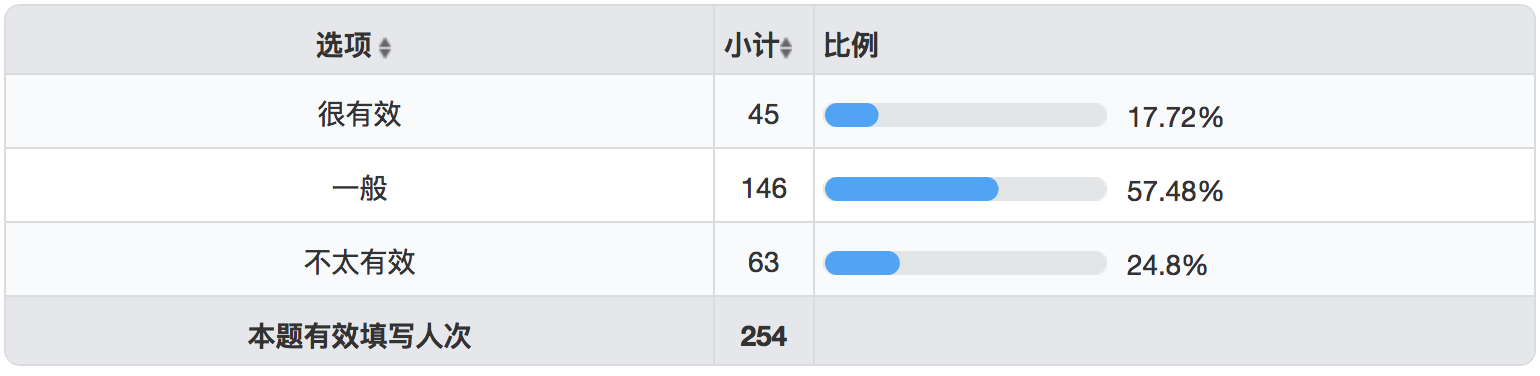 选项 小计 比例
很有效 45 17.72%
一般 146 57.48%
不太有效 63 24.8%
本题有效填写人次 254